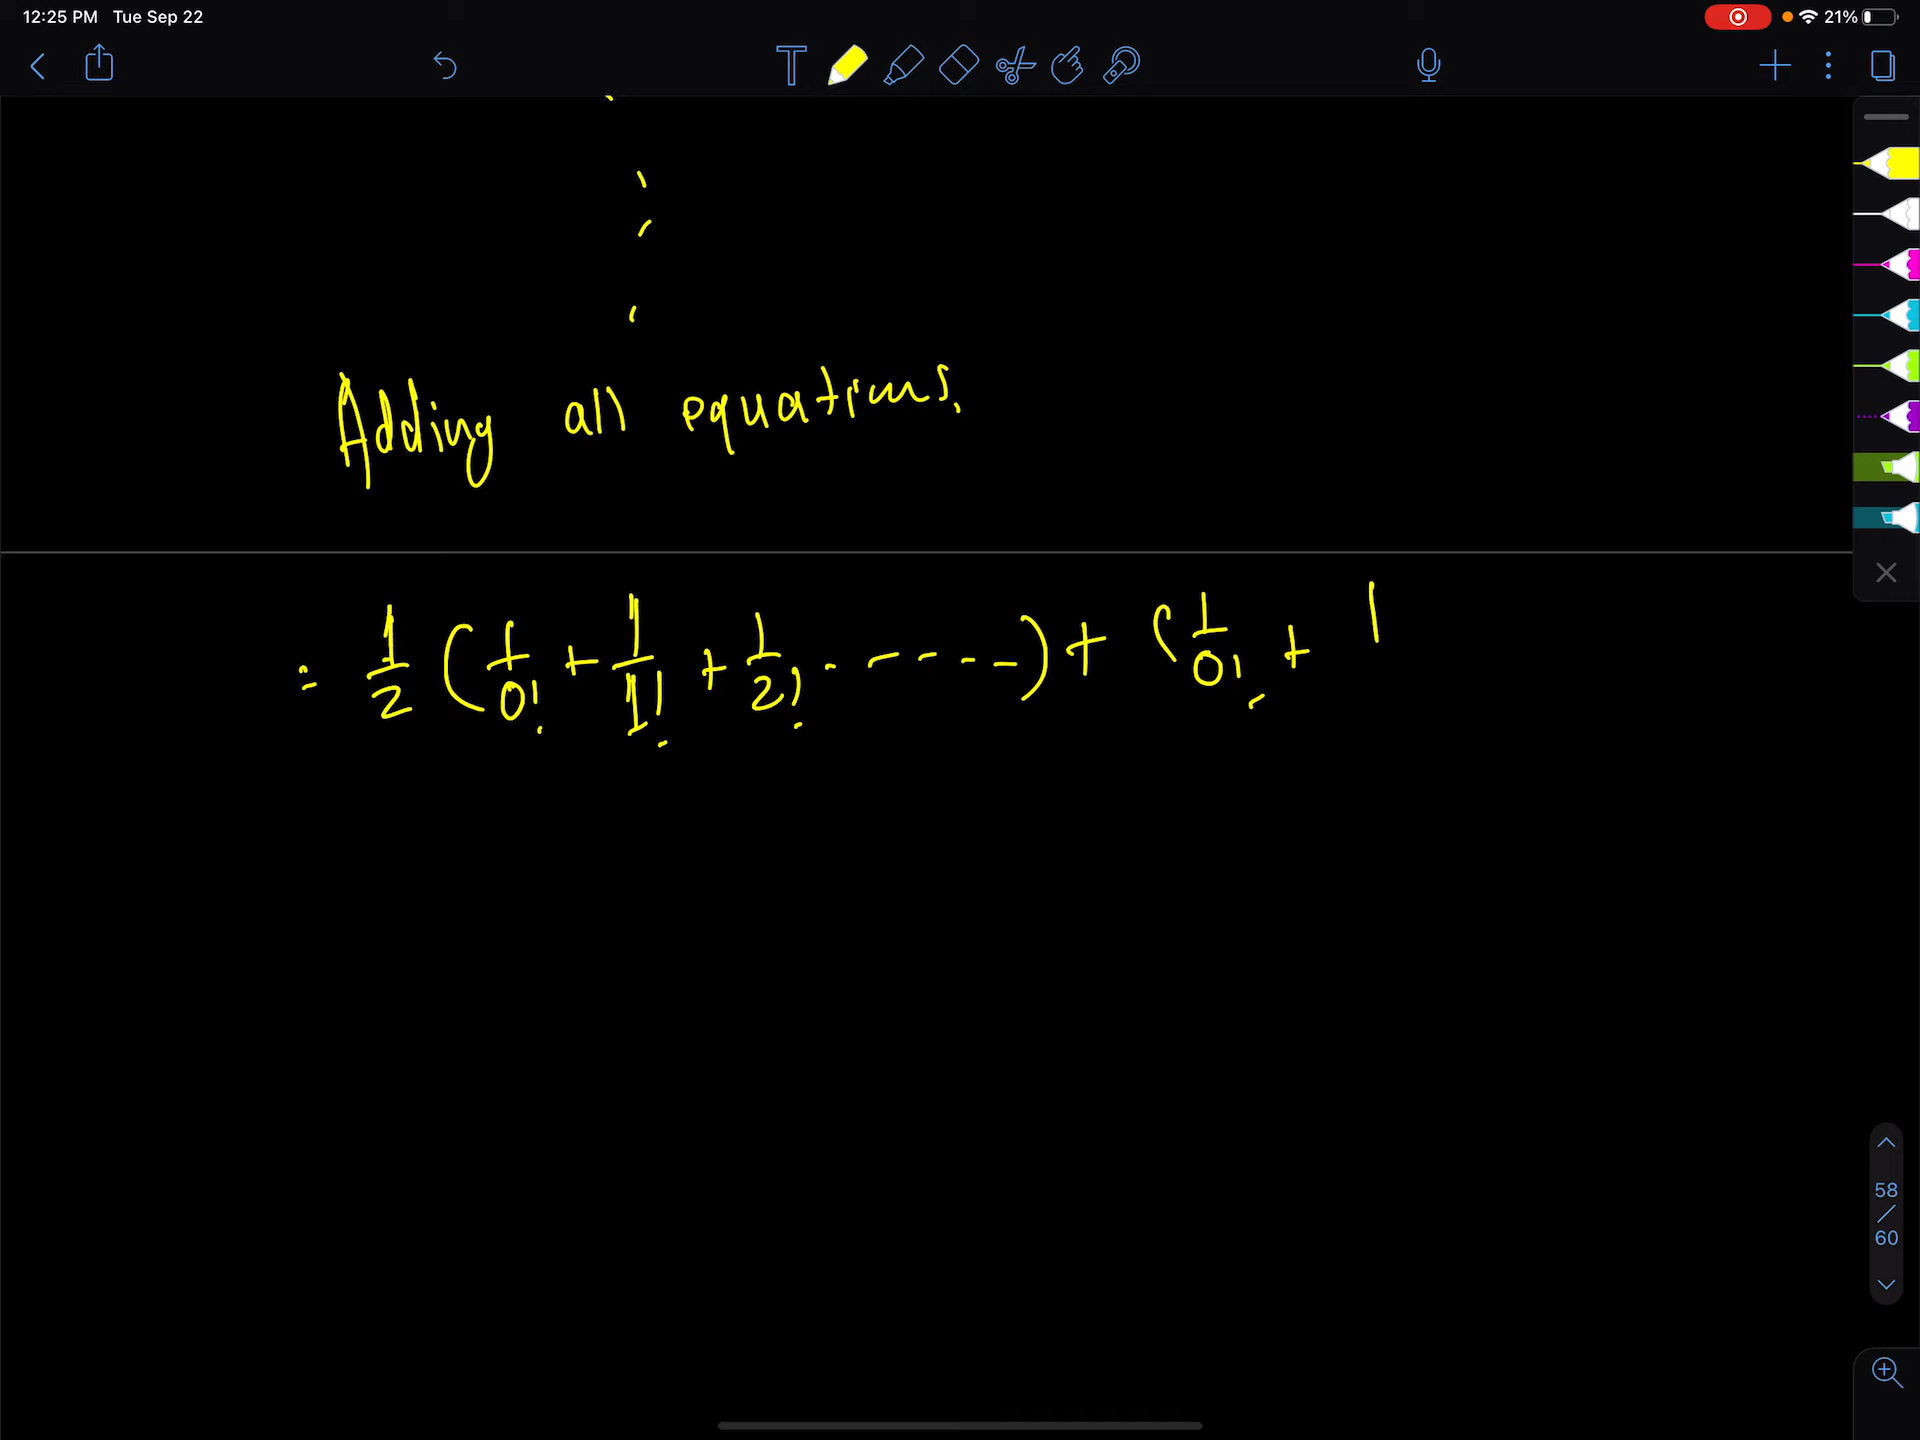 12:25 PM Tue Sep 22 21%
T
Adding all equations,
= 1/2 (1/0! + 1/1! + 1/2! - - - - - -) + (1/0! + 1
58
/
60